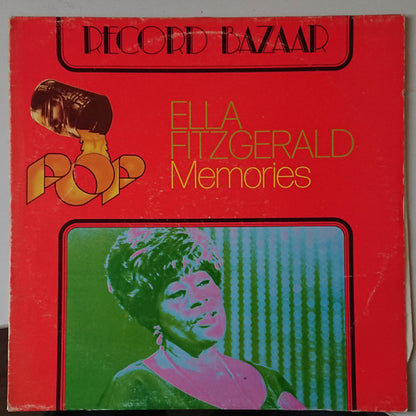 RECORD BAZAAR
POP
ELLA
FITZGERALD
Memories